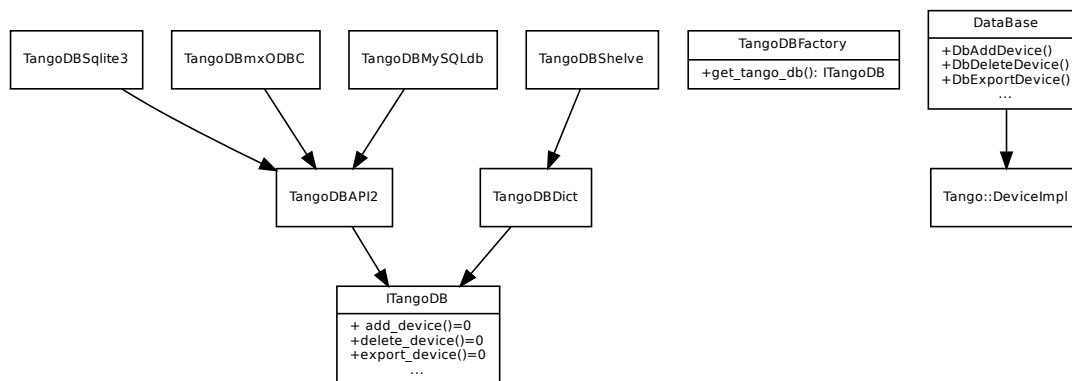 TangoDBSqlite3
TangoDBmxODBC
TangoDBMySQLdb
TangoDBShelve
TangoDBFactory
+get_tango_db(): ITangoDB
DataBase
+DbAddDevice()
+DbDeleteDevice()
+DbExportDevice()
...
TangoDBAPI2
TangoDBDict
Tango::DeviceImpl
ITangoDB
+ add_device()=0
+delete_device()=0
+export_device()=0
...